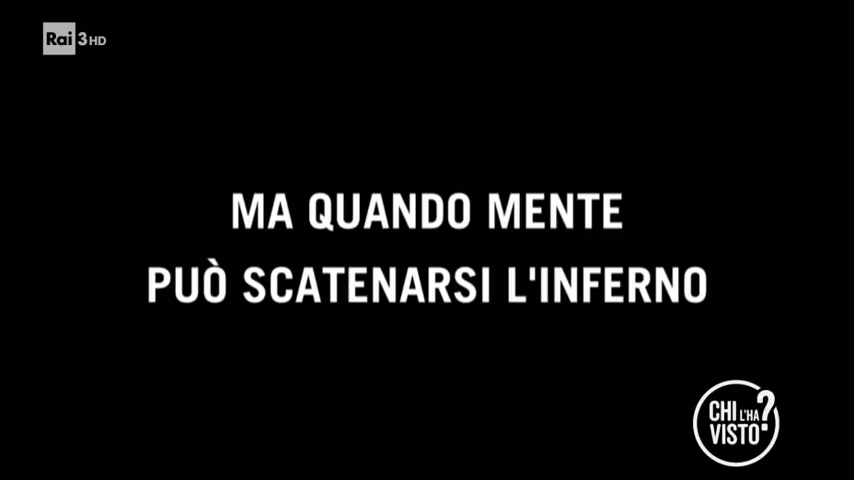 Rai 3HD
MA QUANDO MENTE
PUÒ SCATENARSI L'INFERNO
CHI L'HA
VISTO?